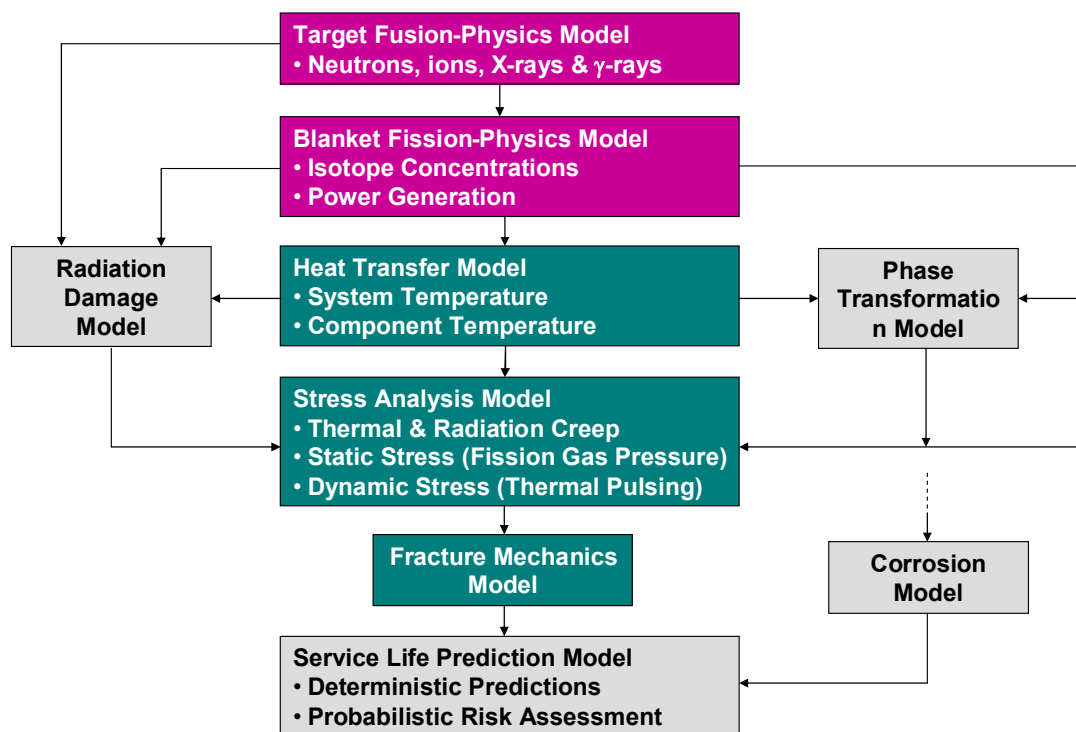 Target Fusion-Physics Model
• Neutrons, ions, X-rays & γ-rays
Blanket Fission-Physics Model
• Isotope Concentrations
• Power Generation
Radiation
Damage
Model
Heat Transfer Model
• System Temperature
• Component Temperature
Phase
Transformatio
n Model
Stress Analysis Model
• Thermal & Radiation Creep
• Static Stress (Fission Gas Pressure)
• Dynamic Stress (Thermal Pulsing)
Fracture Mechanics
Model
Corrosion
Model
Service Life Prediction Model
• Deterministic Predictions
• Probabilistic Risk Assessment